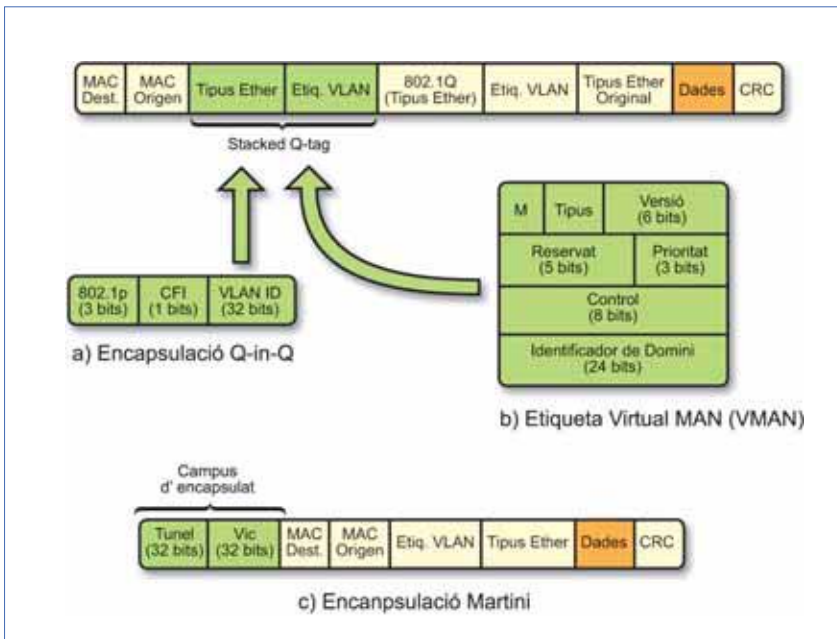 MAC Dest.
MAC Origen
Tipus Ether
Etiq. VLAN
802.1Q (Tipus Ether)
Etiq. VLAN
Tipus Ether Original
Dades
CRC
Stacked Q-tag
M
Tipus
Versió (6 bits)
Reservat (5 bits)
Prioritat (3 bits)
Control (8 bits)
Identificador de Domini (24 bits)
802.1p (3 bits)
CFI (1 bits)
VLAN ID (32 bits)
a) Encapsulació Q-in-Q
b) Etiqueta Virtual MAN (VMAN)
Campus d' encapsulat
Tunel (32 bits)
Vic (32 bits)
MAC Dest.
MAC Origen
Etiq. VLAN
Tipus Ether
Dades
CRC
c) Encanpsulació Martini